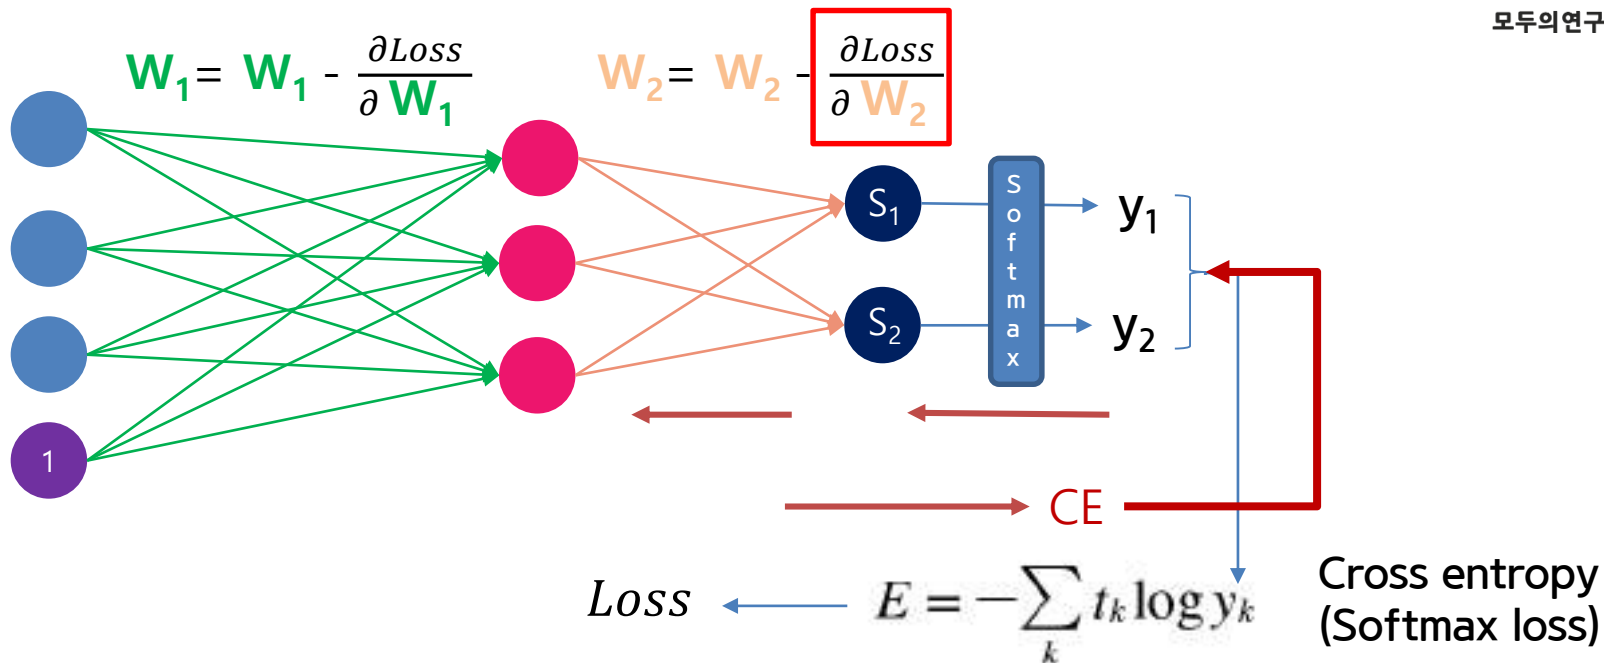 모두의연구
W₁= W₁ - ∂Loss/∂ W₁
W₂= W₂ - ∂Loss/∂ W₂
S₁
S₂
Softmax
y₁
y₂
1
CE
Loss
E = −∑ₖ tₖ log yₖ
Cross entropy
(Softmax loss)